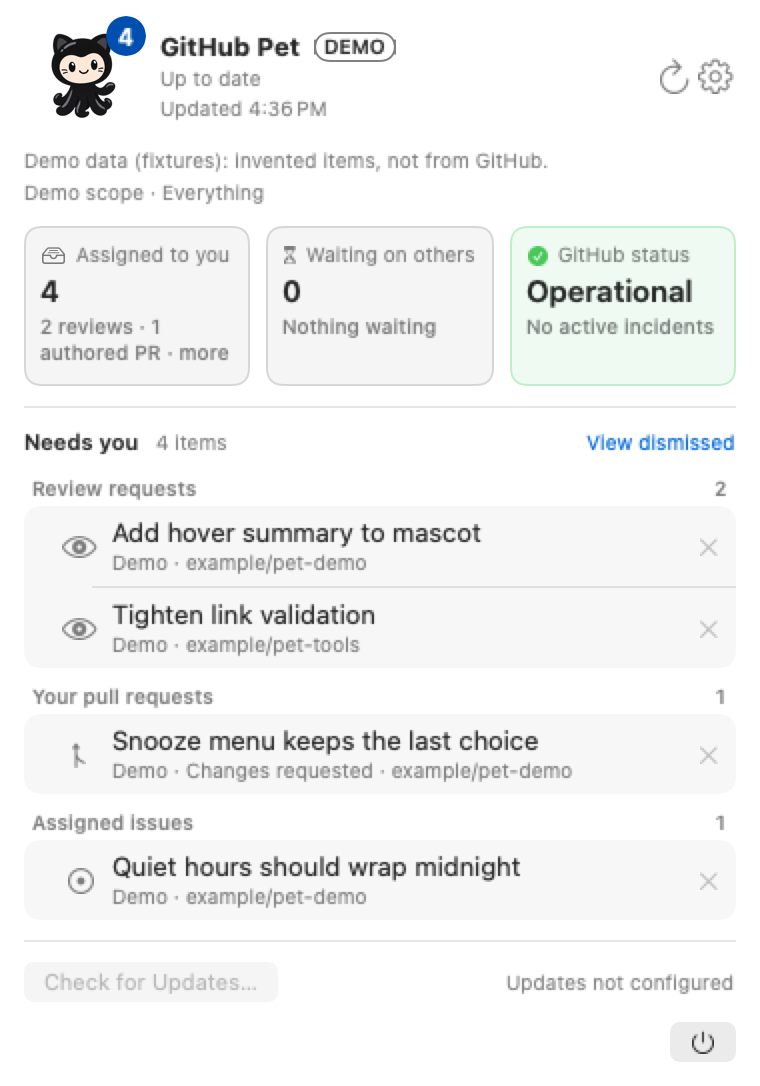 4
GitHub Pet DEMO
Up to date
Updated 4:36 PM
Demo data (fixtures): invented items, not from GitHub.
Demo scope · Everything
Assigned to you
4
2 reviews · 1
authored PR · more
Waiting on others
0
Nothing waiting
GitHub status
Operational
No active incidents
Needs you 4 items View dismissed
Review requests 2
Add hover summary to mascot
Demo · example/pet-demo
Tighten link validation
Demo · example/pet-tools
Your pull requests 1
Snooze menu keeps the last choice
Demo · Changes requested · example/pet-demo
Assigned issues 1
Quiet hours should wrap midnight
Demo · example/pet-demo
Check for Updates... Updates not configured